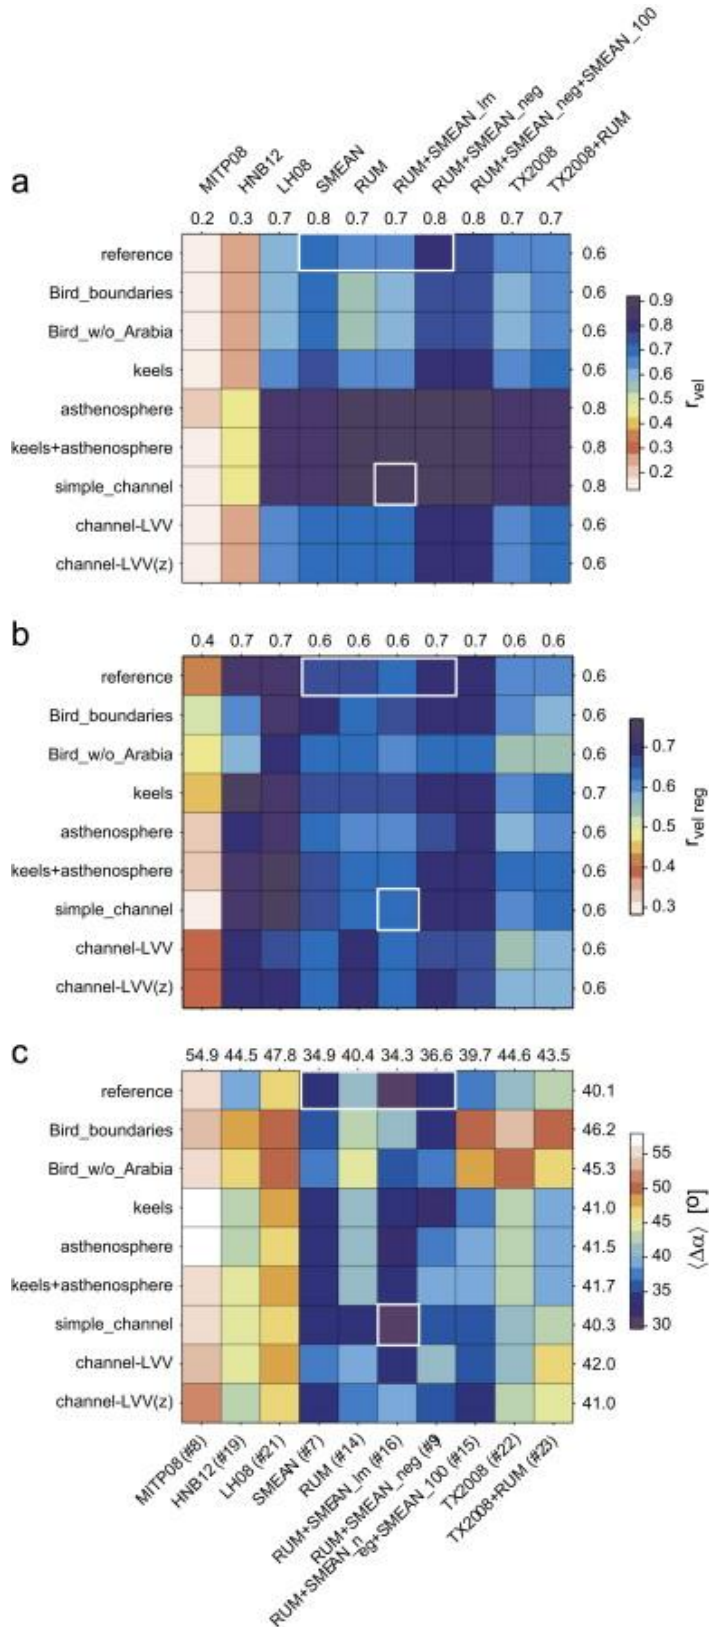 MITP08
HNB12
LH08
SMEAN
RUM
RUM+SMEAN_lm
RUM+SMEAN_neg
RUM+SMEAN_neg+SMEAN_100
TX2008
TX2008+RUM
a
0.2 0.3 0.7 0.8 0.7 0.7 0.8 0.8 0.7 0.7
reference 0.6
Bird_boundaries 0.6
Bird_w/o_Arabia 0.6
keels 0.6
asthenosphere 0.8
keels+asthenosphere 0.8
simple_channel 0.8
channel-LVV 0.6
channel-LVV(z) 0.6
0.9
0.8
0.7
0.6
0.5
0.4
0.3
0.2
r vel
b
0.4 0.7 0.7 0.6 0.6 0.6 0.7 0.7 0.6 0.6
reference 0.6
Bird_boundaries 0.6
Bird_w/o_Arabia 0.6
keels 0.7
asthenosphere 0.6
keels+asthenosphere 0.6
simple_channel 0.6
channel-LVV 0.6
channel-LVV(z) 0.6
0.7
0.6
0.5
0.4
0.3
r vel reg
c
54.9 44.5 47.8 34.9 40.4 34.3 36.6 39.7 44.6 43.5
reference 40.1
Bird_boundaries 46.2
Bird_w/o_Arabia 45.3
keels 41.0
asthenosphere 41.5
keels+asthenosphere 41.7
simple_channel 40.3
channel-LVV 42.0
channel-LVV(z) 41.0
55
50
45
40
35
30
⟨Δα⟩ [º]
MITP08 (#8)
HNB12 (#19)
LH08 (#21)
SMEAN (#7)
RUM (#14)
RUM+SMEAN_lm (#16)
RUM+SMEAN_neg (#9)
RUM+SMEAN_n eg+SMEAN_100 (#15)
TX2008 (#22)
TX2008+RUM (#23)